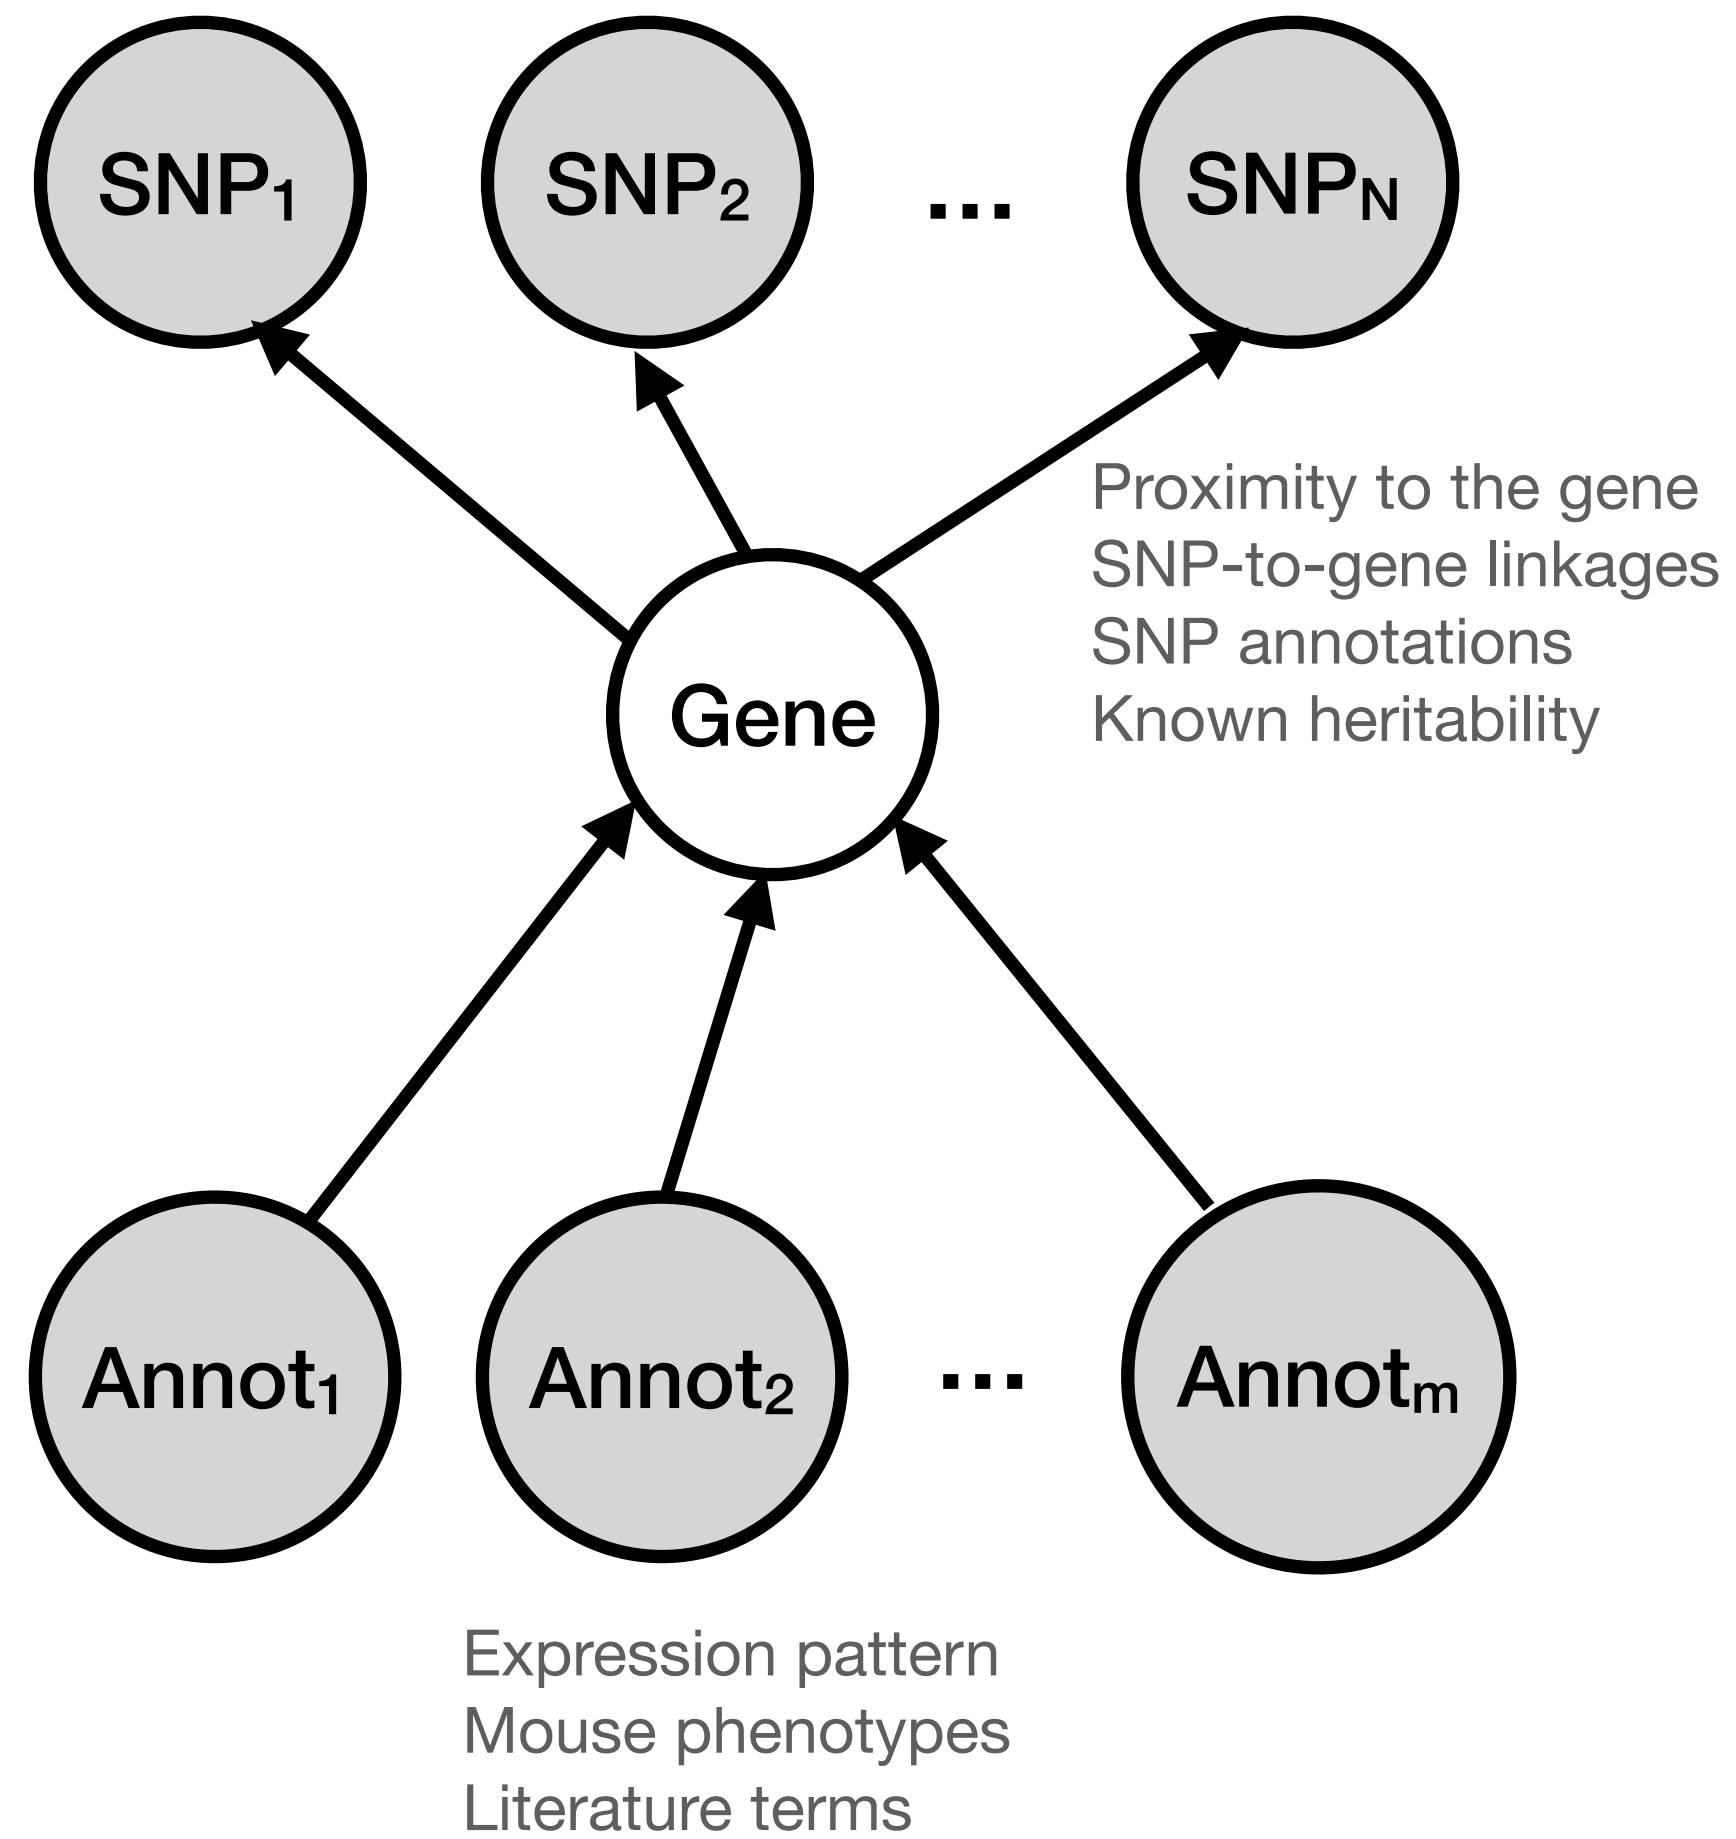 SNP1 SNP2 ... SNPN
Proximity to the gene
SNP-to-gene linkages
SNP annotations
Known heritability
Gene
Annot1 Annot2 ... Annotm
Expression pattern
Mouse phenotypes
Literature terms